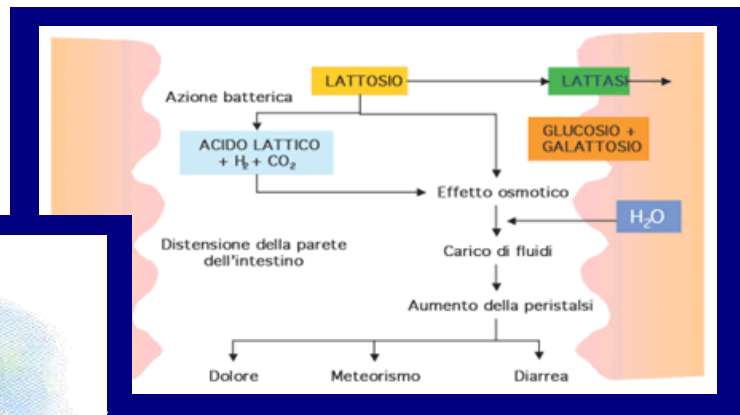 LATTOSIO
LATTASI
Azione batterica
ACIDO LATTICO
+ H₂ + CO₂
GLUCOSIO +
GALATTOSIO
Effetto osmotico
H₂O
Distensione della parete
dell'intestino
Carico di fluidi
Aumento della peristalsi
Dolore
Meteorismo
Diarrea